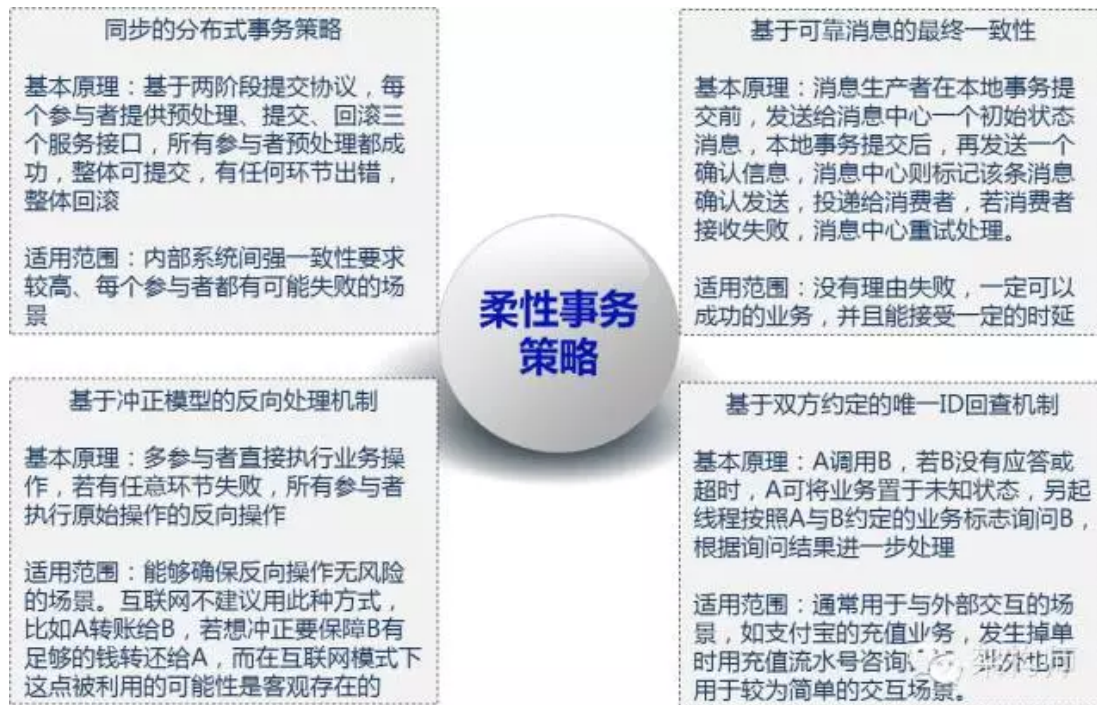 同步的分布式事务策略
基本原理：基于两阶段提交协议，每
个参与者提供预处理、提交、回滚三
个服务接口，所有参与者预处理都成
功，整体可提交，有任何环节出错，
整体回滚
适用范围：内部系统间强一致性要求
较高、每个参与者都有可能失败的场
景
基于可靠消息的最终一致性
基本原理：消息生产者在本地事务提
交前，发送给消息中心一个初始状态
消息，本地事务提交后，再发送一个
确认信息，消息中心则标记该条消息
确认发送，投递给消费者，若消费者
接收失败，消息中心重试处理。
适用范围：没有理由失败，一定可以
成功的业务，并且能接受一定的时延
柔性事务
策略
基于冲正模型的反向处理机制
基本原理：多参与者直接执行业务操
作，若有任意环节失败，所有参与者
执行原始操作的反向操作
适用范围：能够确保反向操作无风险
的场景。互联网不建议用此种方式，
比如A转账给B，若想冲正要保障B有
足够的钱转还给A，而在互联网模式下
这点被利用的可能性是客观存在的
基于双方约定的唯一ID回查机制
基本原理：A调用B，若B没有应答或
超时，A可将业务置于未知状态，另起
线程按照A与B约定的业务标志询问B，
根据询问结果进一步处理
适用范围：通常用于与外部交互的场
景，如支付宝的充值业务，发生掉单
时用充值流水号咨询 外也可
用于较为简单的交互场景。